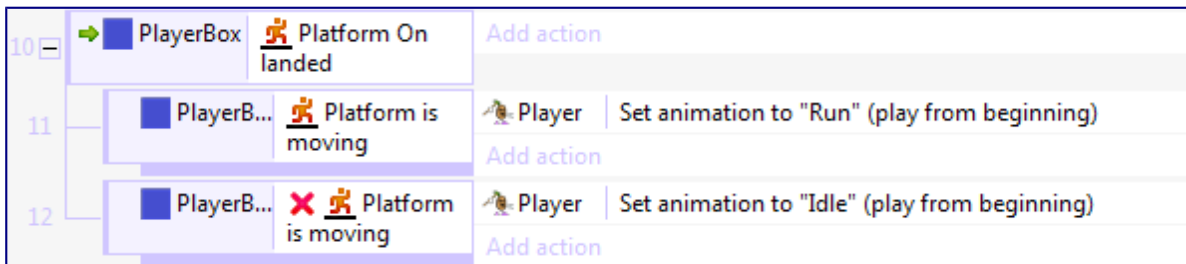 10 PlayerBox Platform On landed Add action
11 PlayerB... Platform is moving Player Set animation to "Run" (play from beginning)
Add action
12 PlayerB... Platform is moving Player Set animation to "Idle" (play from beginning)
Add action